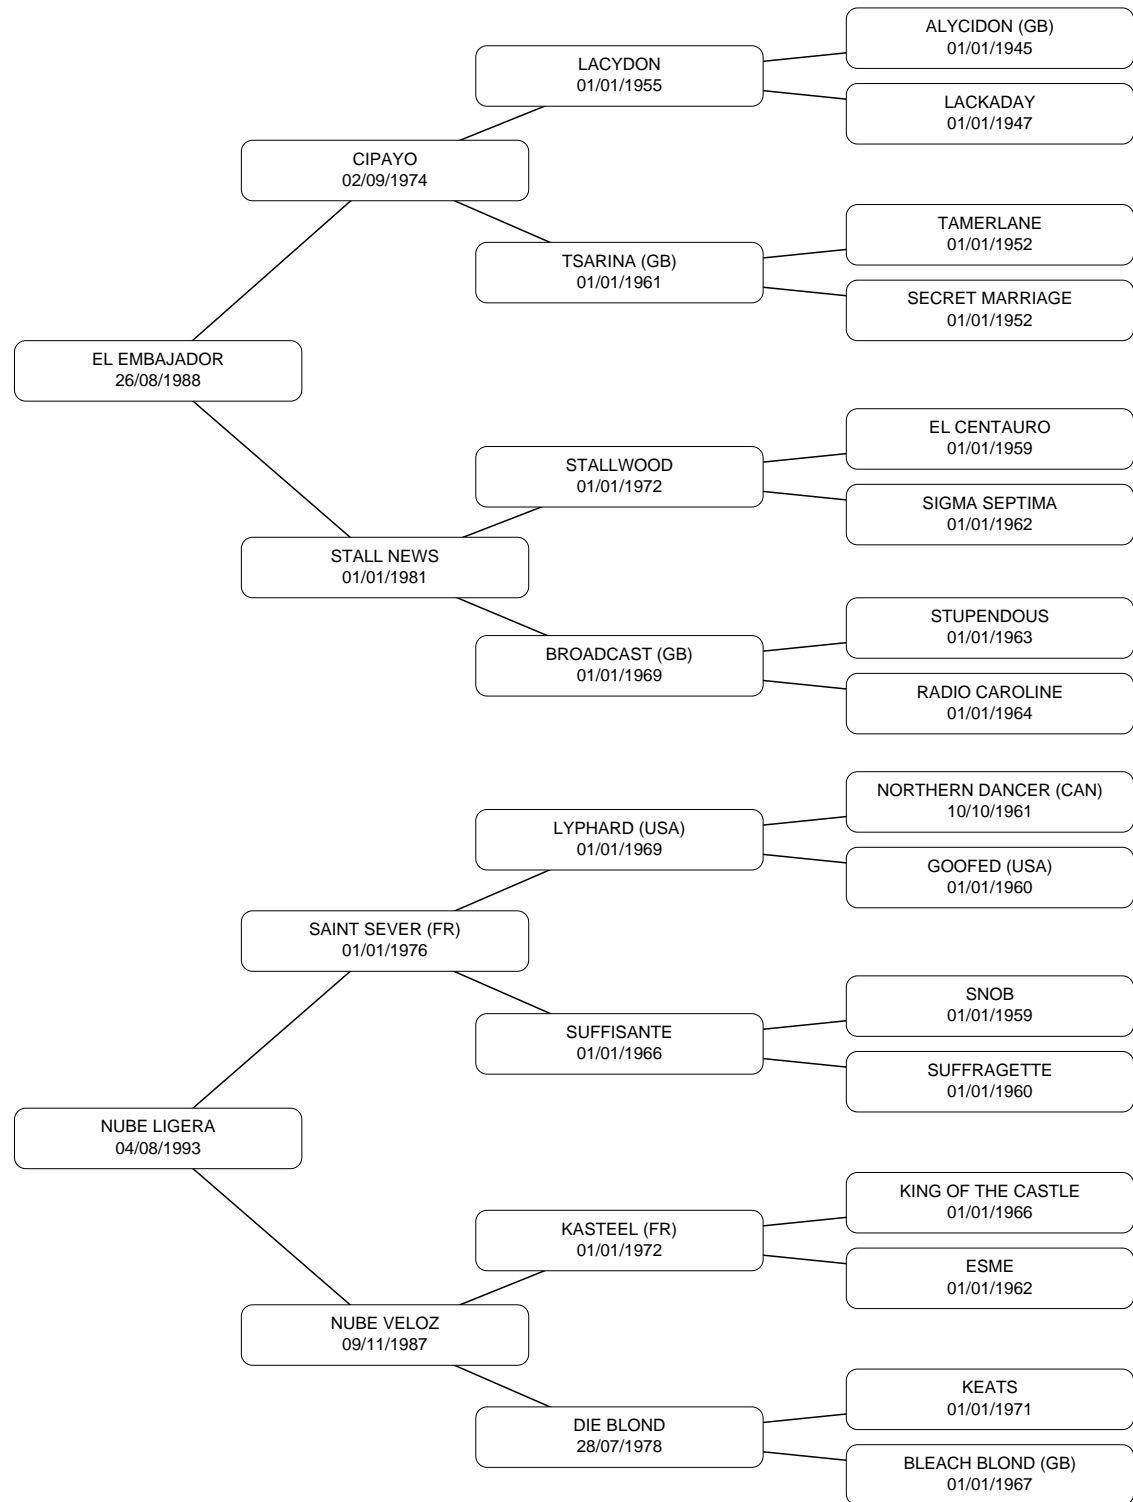 ALYCIDON (GB)
01/01/1945
LACYDON
01/01/1955
LACKADAY
01/01/1947
CIPAYO
02/09/1974
TAMERLANE
01/01/1952
TSARINA (GB)
01/01/1961
SECRET MARRIAGE
01/01/1952
EL EMBAJADOR
26/08/1988
EL CENTAURO
01/01/1959
STALLWOOD
01/01/1972
SIGMA SEPTIMA
01/01/1962
STALL NEWS
01/01/1981
STUPENDOUS
01/01/1963
BROADCAST (GB)
01/01/1969
RADIO CAROLINE
01/01/1964
NORTHERN DANCER (CAN)
10/10/1961
LYPHARD (USA)
01/01/1969
GOOFED (USA)
01/01/1960
SAINT SEVER (FR)
01/01/1976
SNOB
01/01/1959
SUFFISANTE
01/01/1966
SUFFRAGETTE
01/01/1960
NUBE LIGERA
04/08/1993
KING OF THE CASTLE
01/01/1966
KASTEEL (FR)
01/01/1972
ESME
01/01/1962
NUBE VELOZ
09/11/1987
KEATS
01/01/1971
DIE BLOND
28/07/1978
BLEACH BLOND (GB)
01/01/1967